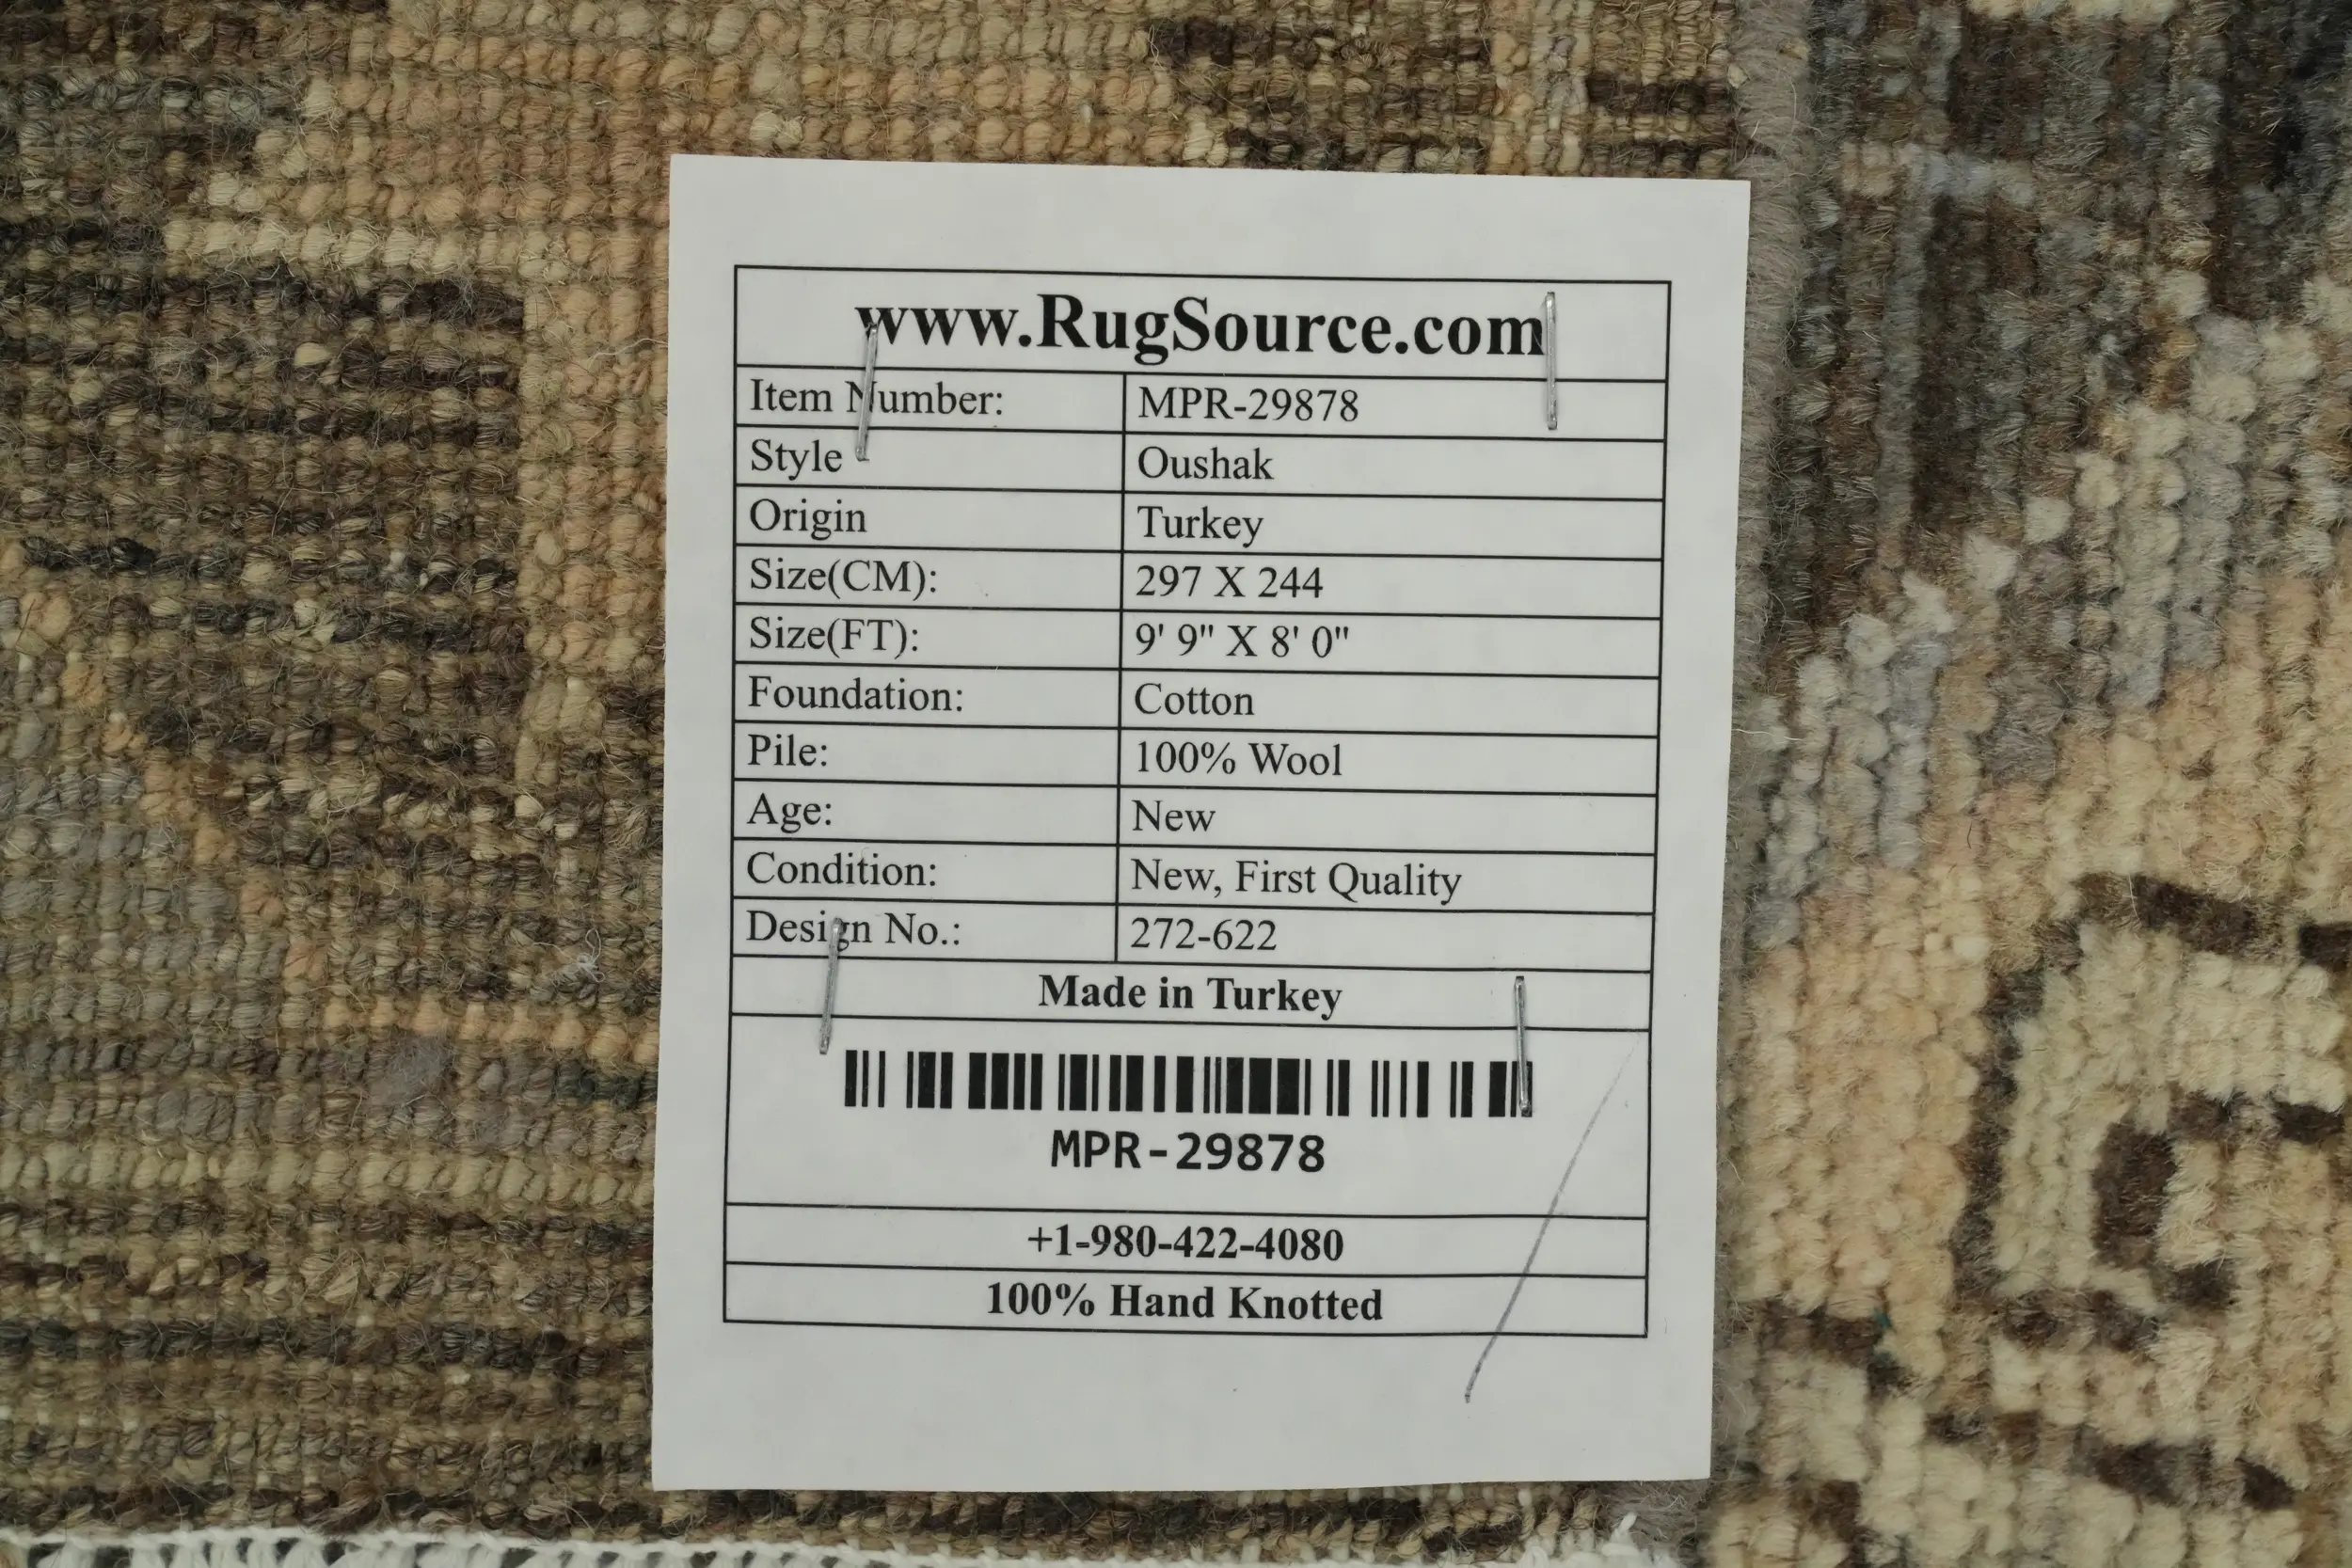 www.RugSource.com
Item Number: MPR-29878
Style Oushak
Origin Turkey
Size(CM): 297 X 244
Size(FT): 9' 9" X 8' 0"
Foundation: Cotton
Pile: 100% Wool
Age: New
Condition: New, First Quality
Design No.: 272-622
Made in Turkey
MPR-29878
+1-980-422-4080
100% Hand Knotted